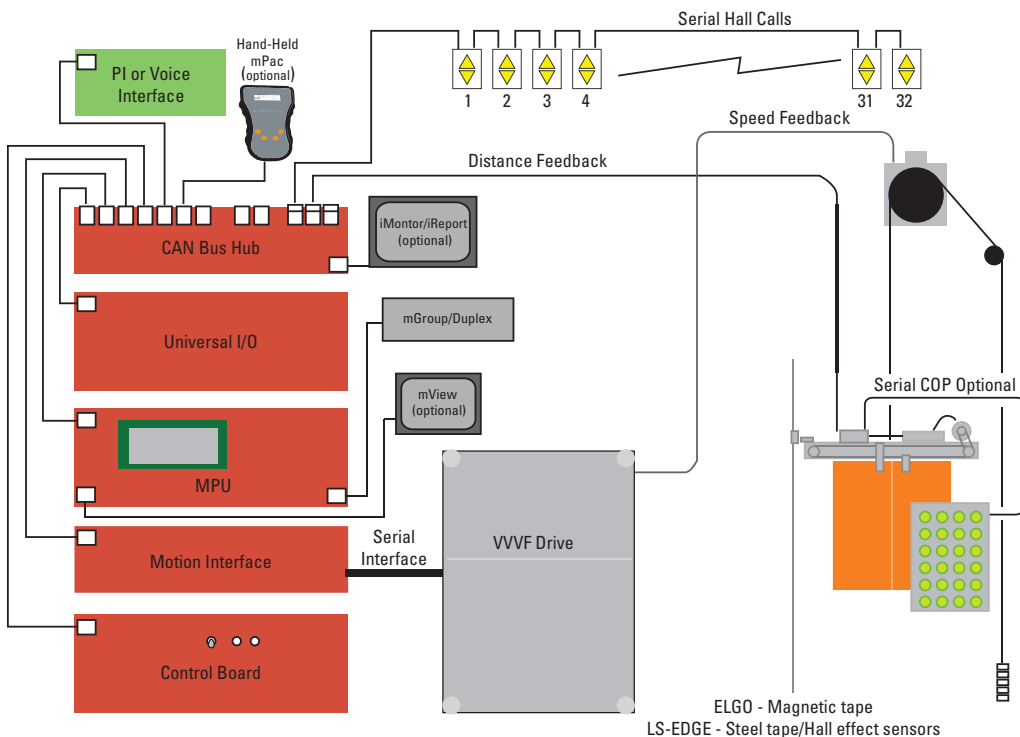 Serial Hall Calls
1
2
3
4
31
32
Hand-Held
mPac
(optional)
PI or Voice
Interface
Speed Feedback
Distance Feedback
CAN Bus Hub
iMontor/iReport
(optional)
Universal I/O
mGroup/Duplex
mView
(optional)
Serial COP Optional
MPU
Serial
Interface
VVVF Drive
Motion Interface
Control Board
ELGO - Magnetic tape
LS-EDGE - Steel tape/Hall effect sensors